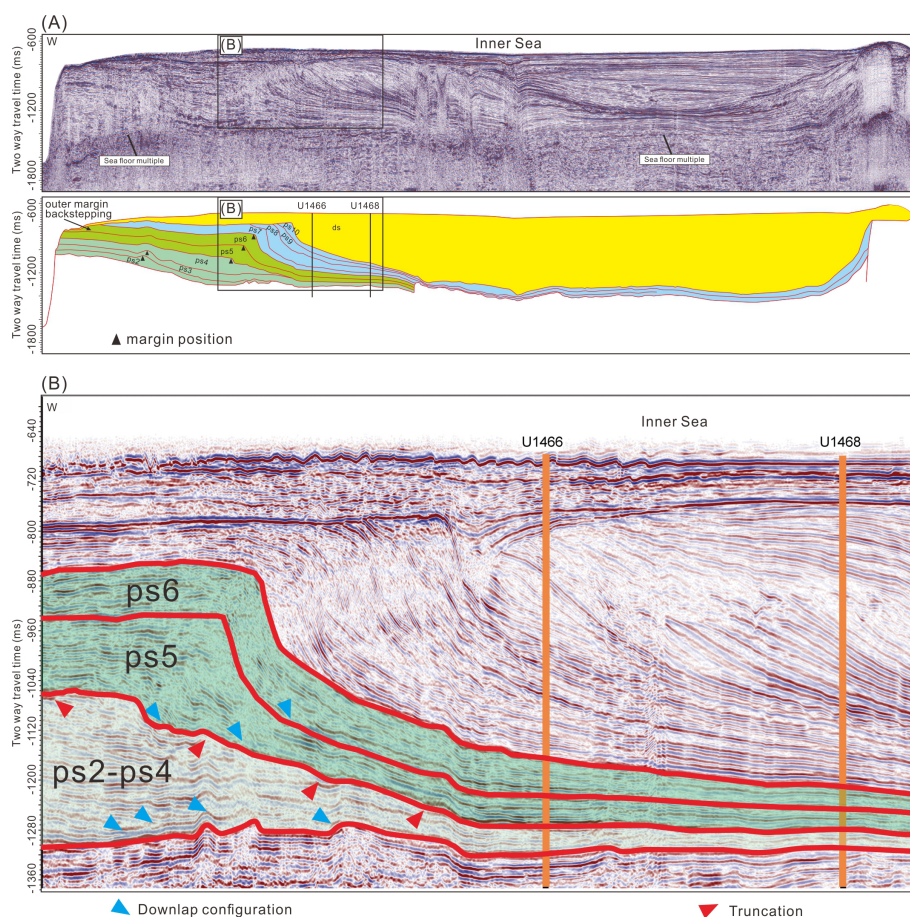 (A)
Two way travel time (ms)
-600
-1200
-1800
W
(B)
Inner Sea
Sea floor multiple
Sea floor multiple
Two way travel time (ms)
-600
-1200
-1800
outer margin
backstepping
(B)
U1466
U1468
ps2
ps3
ps4
ps5
ps6
ps7
ps8
ps9
ps10
ds
▲ margin position
(B)
Two way travel time (ms)
-640
-720
-800
-880
-960
-1040
-1120
-1200
-1280
-1360
W
Inner Sea
U1466
U1468
ps6
ps5
ps2-ps4
Downlap configuration
Truncation